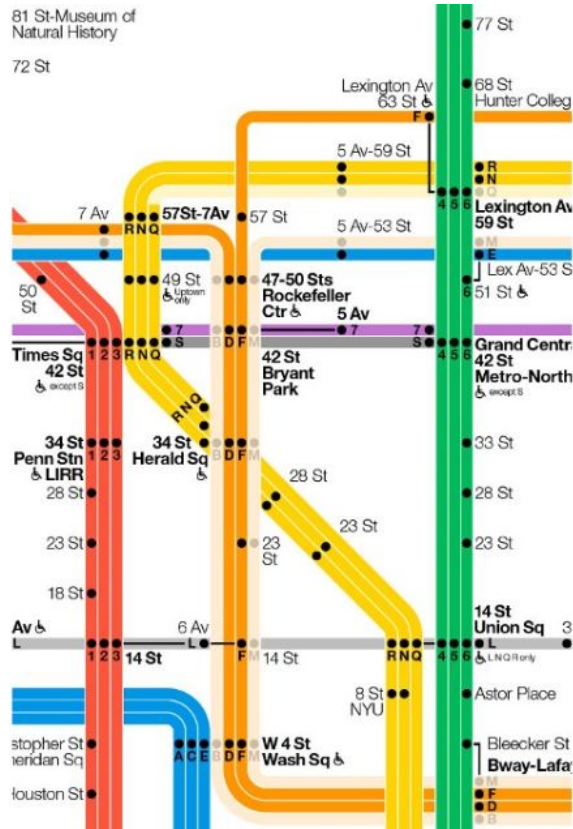 81 St-Museum of
Natural History
77 St
72 St
Lexington Av
63 St
68 St
Hunter Colleg
F
5 Av-59 St
R
N
Q
4 5 6
Lexington Av
59 St
7 Av
57St-7Av
R N Q
57 St
5 Av-53 St
M
E
Lex Av-53 S
50
St
49 St
Uptown
only
B D F M
47-50 Sts
Rockefeller
Ctr
6
51 St
5 Av
7
S
7
7
S
Times Sq
42 St
except S
1 2 3 R N Q
B D F M
42 St
Bryant
Park
4 5 6
Grand Centr
42 St
Metro-North
except S
R N Q
34 St
Penn Stn
LIRR
1 2 3
34 St
Herald Sq
B D F M
33 St
28 St
28 St
28 St
23 St
23
St
23 St
23 St
18 St
Av
L
1 2 3
14 St
6 Av
L
F M
14 St
R N Q
4 5 6
14 St
Union Sq
L
L N Q R only
3
8 St
NYU
Astor Place
stopher St
heridan Sq
A C E B D F M
W 4 St
Wash Sq
Bleecker St
Bway-Lafa
Houston St
M
F
D
B